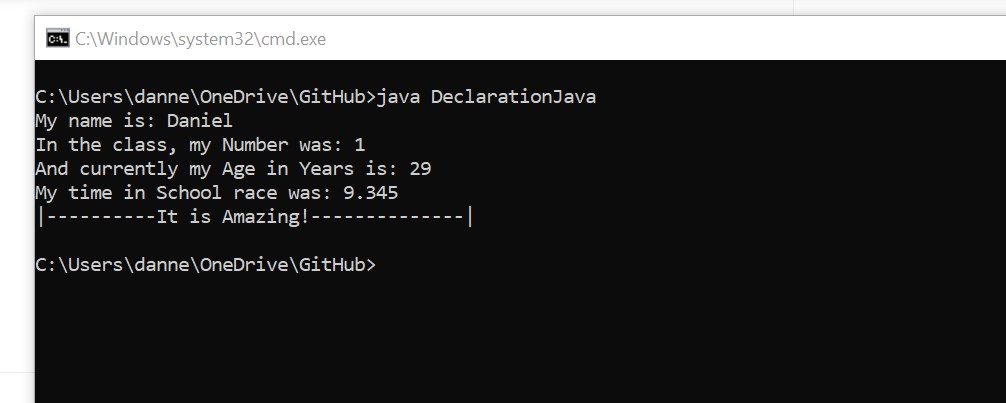 C:\Windows\system32\cmd.exe
C:\Users\danne\OneDrive\GitHub>java DeclarationJava
My name is: Daniel
In the class, my Number was: 1
And currently my Age in Years is: 29
My time in School race was: 9.345
|----------It is Amazing!--------------|
C:\Users\danne\OneDrive\GitHub>